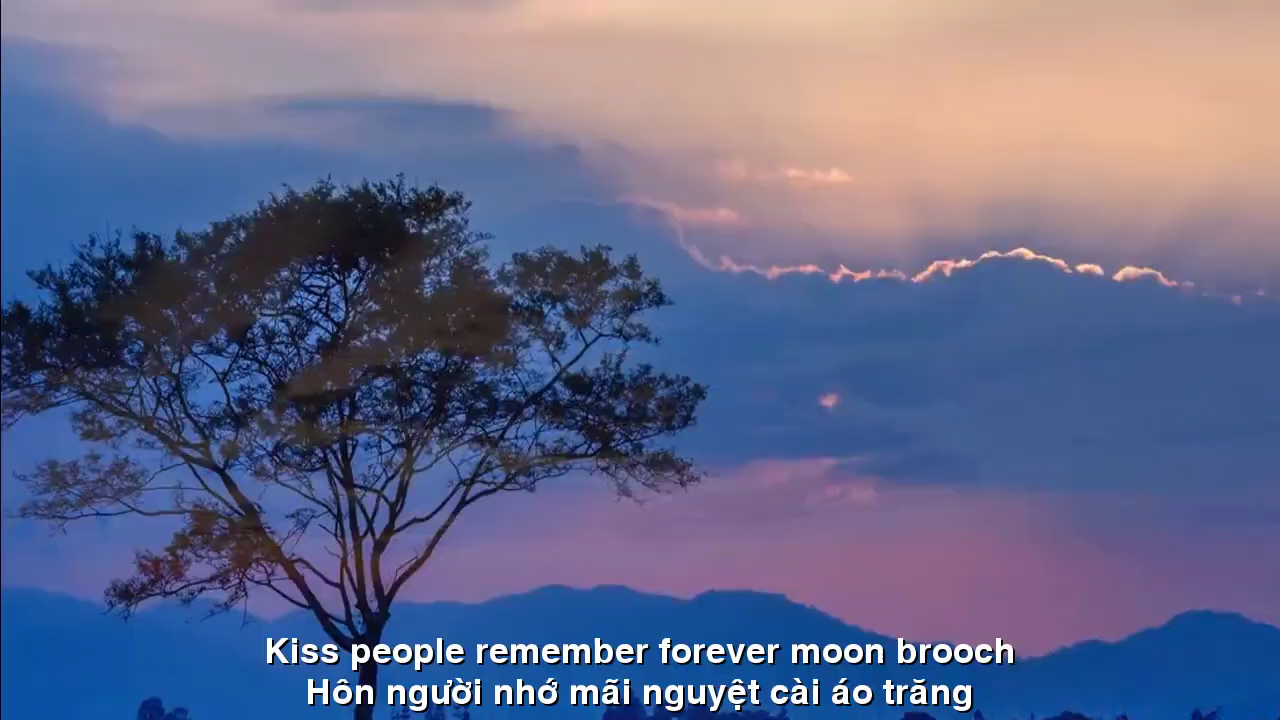 Kiss people remember forever moon brooch
Hôn người nhớ mãi nguyệt cài áo trăng